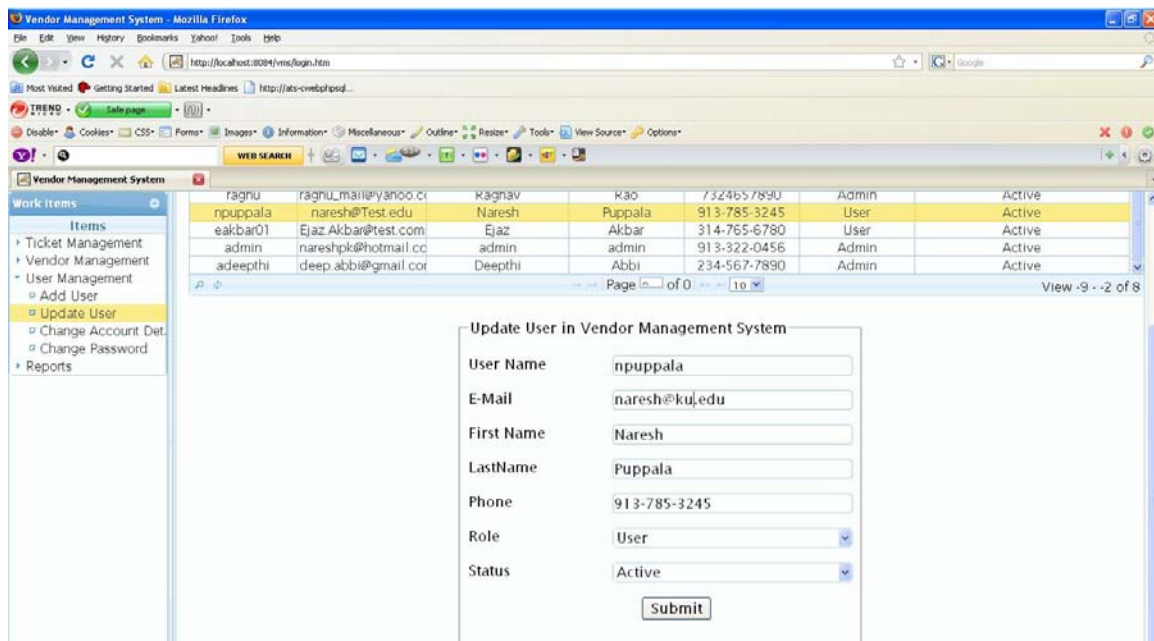 Vendor Management System - Mozilla Firefox
File Edit View History Bookmarks Yahoo! Tools Help
http://localhost:8084/vms/login.htm
Google
Most Visited Getting Started Latest Headlines http://ats-cwebphpsql...
TREND MICRO Safe page
Disable Cookies CSS Forms Images Information Miscellaneous Outline Resize Tools View Source Options
WEB SEARCH
Vendor Management System
Work Items
Items
Ticket Management
Vendor Management
User Management
Add User
Update User
Change Account Det.
Change Password
Reports
raghu raghu_mail@yahoo.c Raghav Rao 7324657890 Admin Active
npuppala naresh@Test.edu Naresh Puppala 913-785-3245 User Active
eakbar01 Ejaz.Akbar@test.com Ejaz Akbar 314-765-6780 User Active
admin nareshpk@hotmail.cc admin admin 913-322-0456 Admin Active
adeepthi deep.abbi@gmail.cor Deepthi Abbi 234-567-7890 Admin Active
Page of 0 10 View -9 - -2 of 8
Update User in Vendor Management System
User Name npuppala
E-Mail naresh@ku.edu
First Name Naresh
LastName Puppala
Phone 913-785-3245
Role User
Status Active
Submit